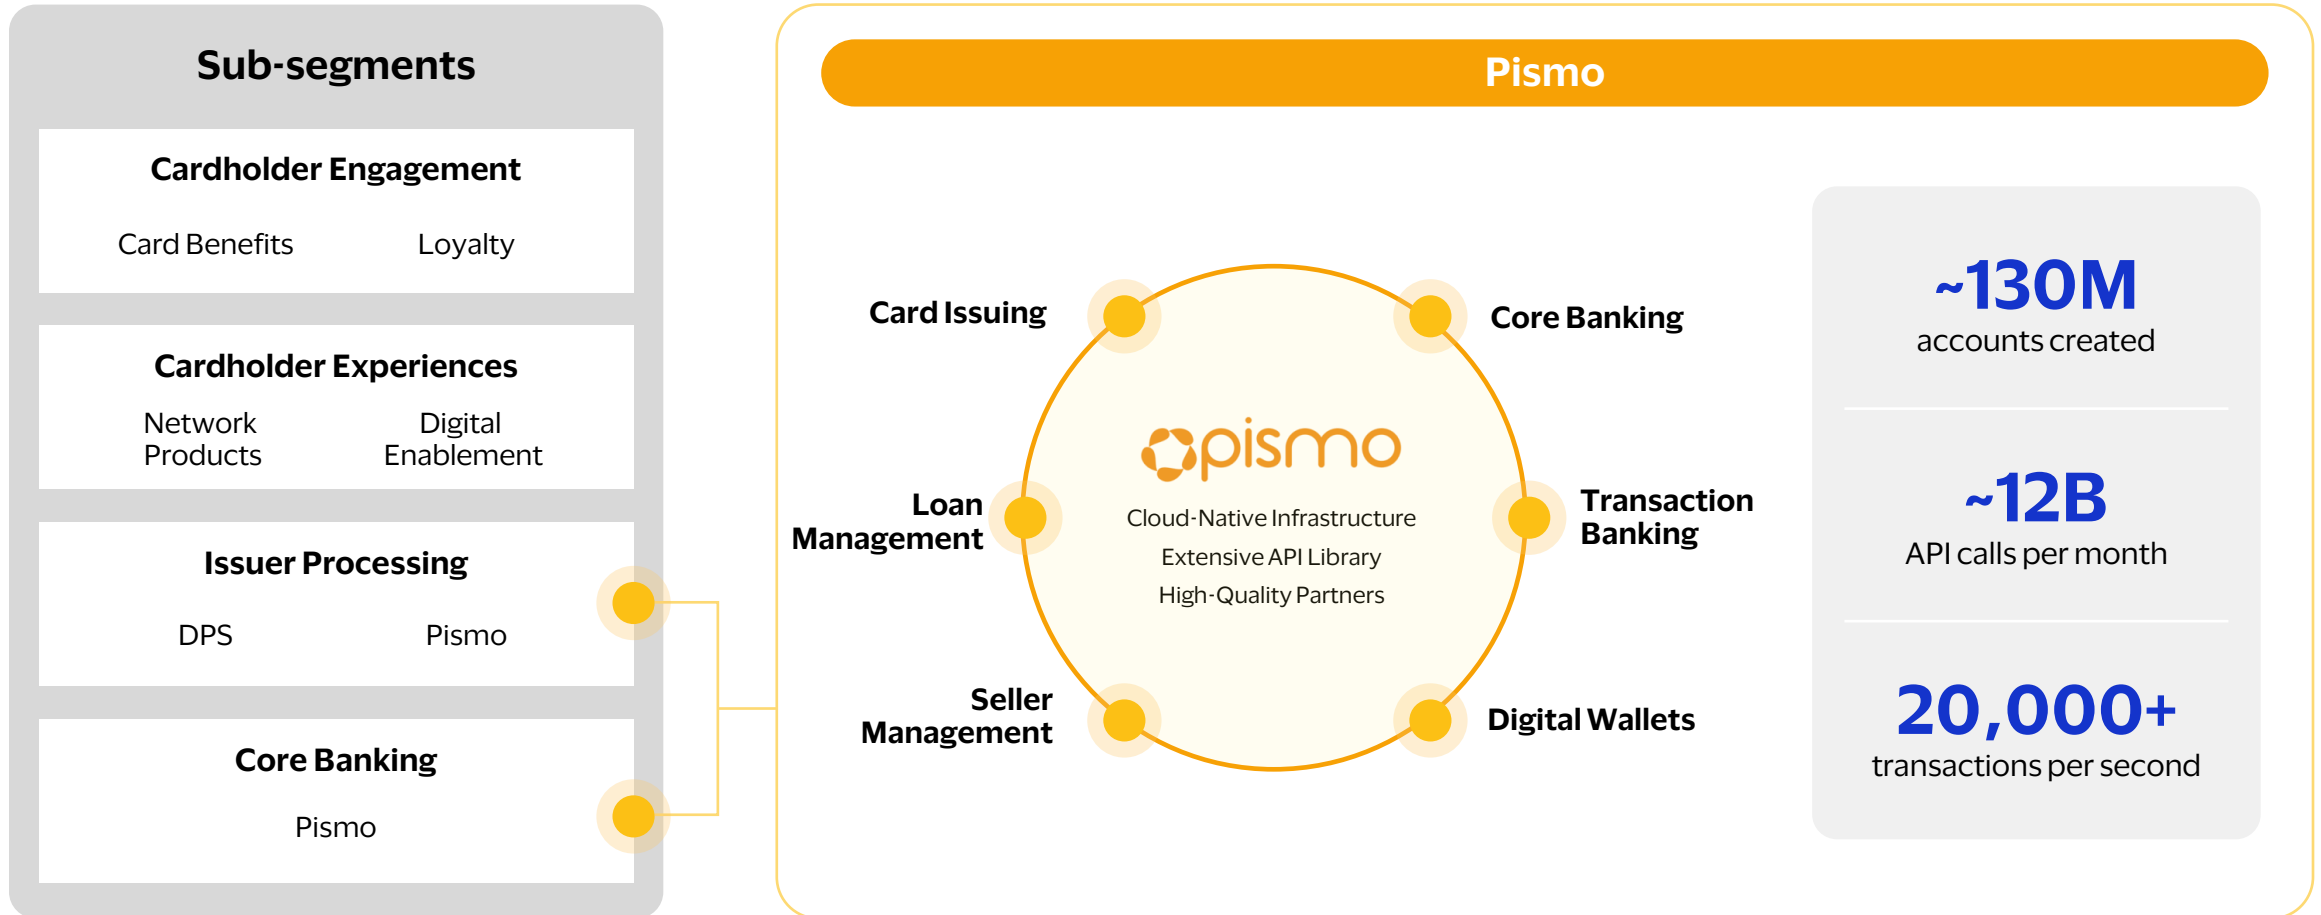 Sub-segments
Cardholder Engagement
Card Benefits
Loyalty
Cardholder Experiences
Network
Products
Digital
Enablement
Issuer Processing
DPS
Pismo
Core Banking
Pismo
Pismo
Card Issuing
Core Banking
Loan
Management
Transaction
Banking
Seller
Management
Digital Wallets
pismo
Cloud-Native Infrastructure
Extensive API Library
High-Quality Partners
~130M
accounts created
~12B
API calls per month
20,000+
transactions per second